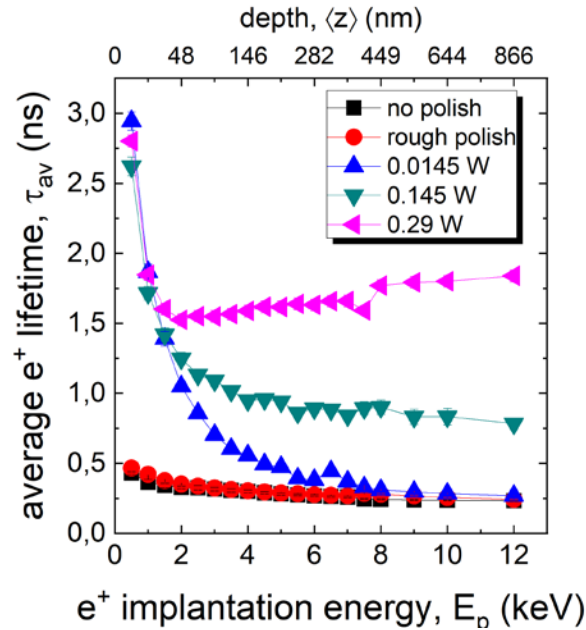 depth, ⟨z⟩ (nm)
0 48 146 282 449 644 866
3.0
2.5
2.0
1.5
1.0
0.5
0.0
average e⁺ lifetime, τ_av (ns)
no polish
rough polish
0.0145 W
0.145 W
0.29 W
0 2 4 6 8 10 12
e⁺ implantation energy, E_p (keV)